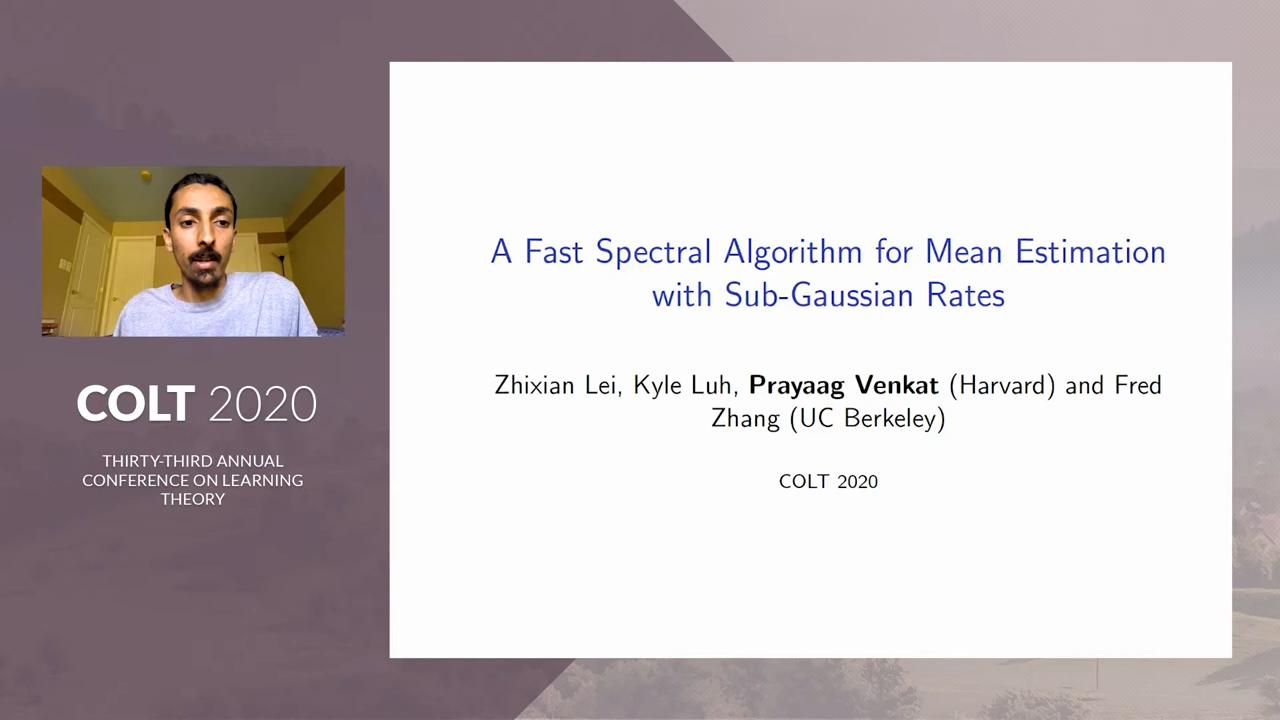 COLT 2020
THIRTY-THIRD ANNUAL
CONFERENCE ON LEARNING
THEORY
A Fast Spectral Algorithm for Mean Estimation
with Sub-Gaussian Rates
Zhixian Lei, Kyle Luh, Prayaag Venkat (Harvard) and Fred
Zhang (UC Berkeley)
COLT 2020